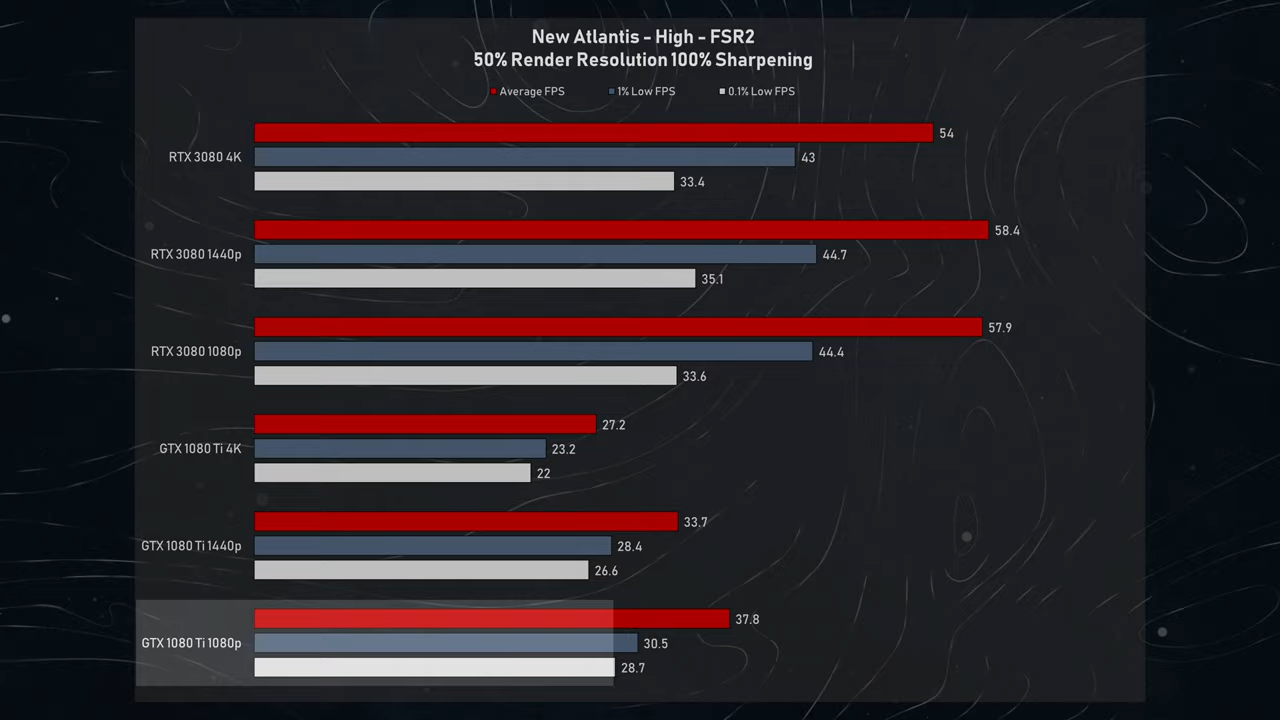 New Atlantis - High - FSR2
50% Render Resolution 100% Sharpening
Average FPS 1% Low FPS 0.1% Low FPS
54
RTX 3080 4K 43
33.4
58.4
RTX 3080 1440p 44.7
35.1
57.9
RTX 3080 1080p 44.4
33.6
27.2
GTX 1080 Ti 4K 23.2
22
33.7
GTX 1080 Ti 1440p 28.4
26.6
37.8
GTX 1080 Ti 1080p 30.5
28.7